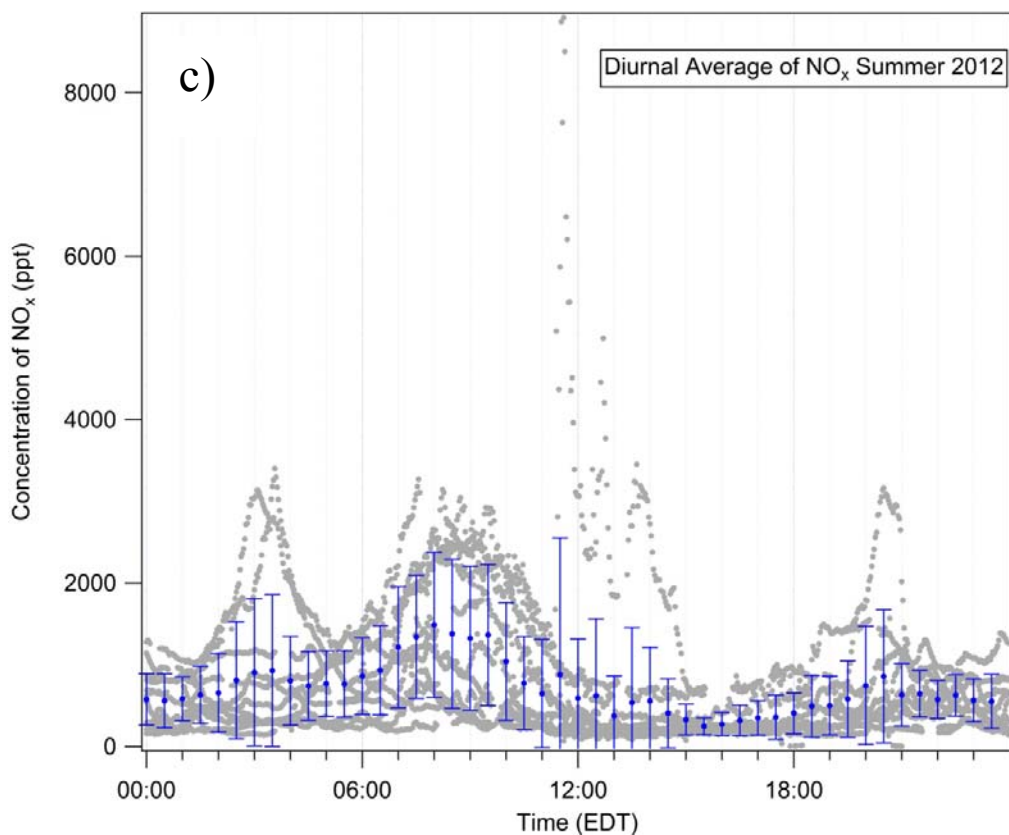 c)
Diurnal Average of NOx Summer 2012
8000
6000
4000
2000
0
Concentration of NOx (ppt)
00:00 06:00 12:00 18:00
Time (EDT)